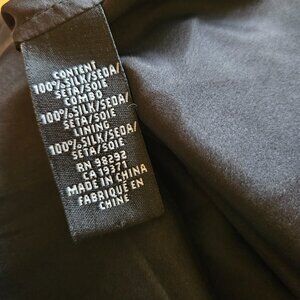 CONTENT
100%SILK/SEDA/
SETA/SOIE
COMBO
100%SILK/SEDA/
SETA/SOIE
LINING
100%SILK/SEDA/
SETA/SOIE
RN 98292
CA 19371
MADE IN CHINA
FABRIQUE EN
CHINE